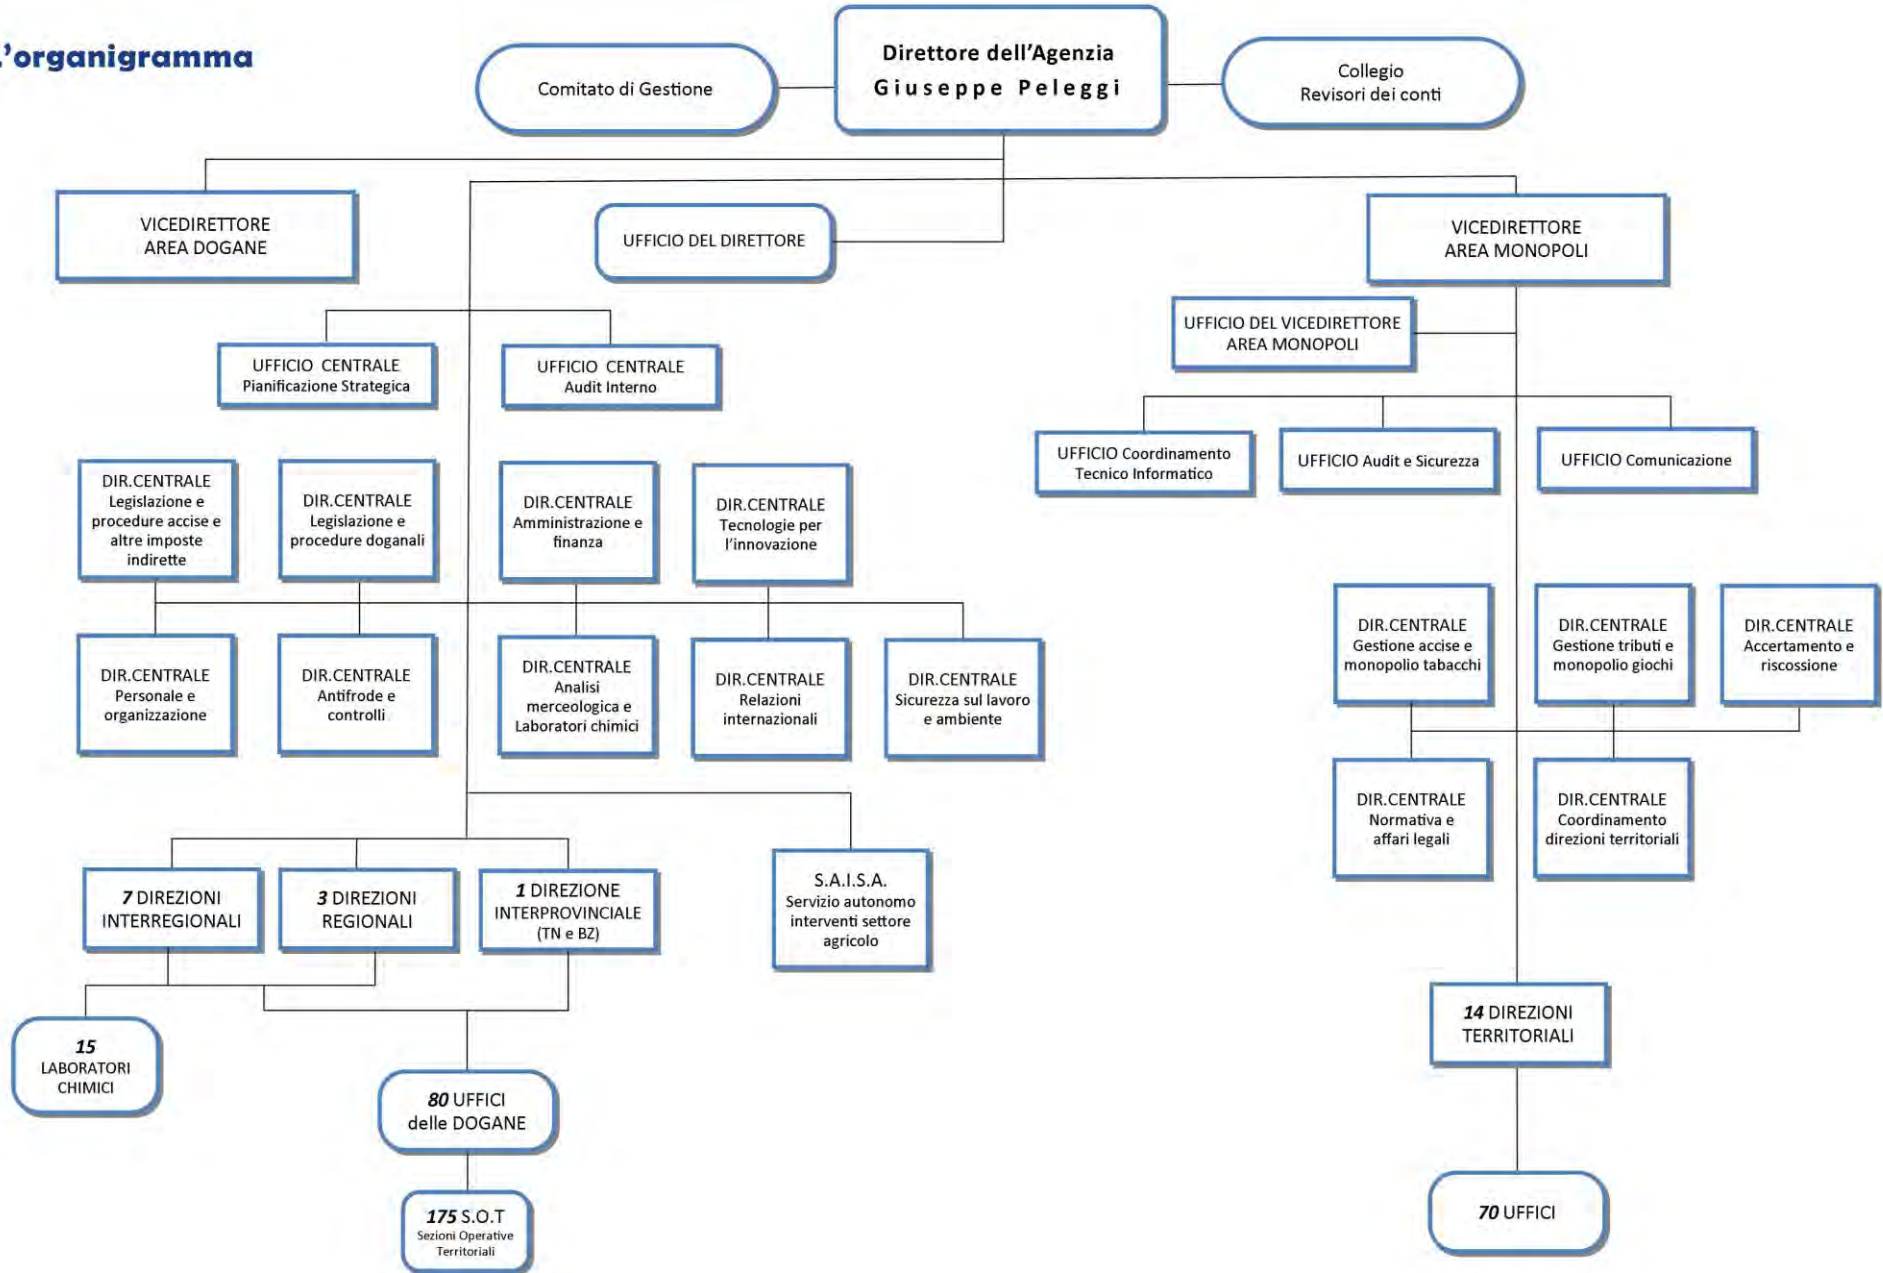 L'organigramma
Direttore dell'Agenzia
Giuseppe Peleggi
Comitato di Gestione
Collegio
Revisori dei conti
VICEDIRETTORE
AREA DOGANE
UFFICIO DEL DIRETTORE
VICEDIRETTORE
AREA MONOPOLI
UFFICIO DEL VICEDIRETTORE
AREA MONOPOLI
UFFICIO CENTRALE
Pianificazione Strategica
UFFICIO CENTRALE
Audit Interno
UFFICIO Coordinamento
Tecnico Informatico
UFFICIO Audit e Sicurezza
UFFICIO Comunicazione
DIR.CENTRALE
Legislazione e
procedure accise e
altre imposte
indirette
DIR.CENTRALE
Legislazione e
procedure doganali
DIR.CENTRALE
Amministrazione e
finanza
DIR.CENTRALE
Tecnologie per
l'innovazione
DIR.CENTRALE
Personale e
organizzazione
DIR.CENTRALE
Antifrode e
controlli
DIR.CENTRALE
Analisi
merceologica e
Laboratori chimici
DIR.CENTRALE
Relazioni
internazionali
DIR.CENTRALE
Sicurezza sul lavoro
e ambiente
DIR.CENTRALE
Gestione accise e
monopolio tabacchi
DIR.CENTRALE
Gestione tributi e
monopolio giochi
DIR.CENTRALE
Accertamento e
riscossione
DIR.CENTRALE
Normativa e
affari legali
DIR.CENTRALE
Coordinamento
direzioni territoriali
7 DIREZIONI
INTERREGIONALI
3 DIREZIONI
REGIONALI
1 DIREZIONE
INTERPROVINCIALE
(TN e BZ)
S.A.I.S.A.
Servizio autonomo
interventi settore
agricolo
15
LABORATORI
CHIMICI
80 UFFICI
delle DOGANE
175 S.O.T
Sezioni Operative
Territoriali
14 DIREZIONI
TERRITORIALI
70 UFFICI